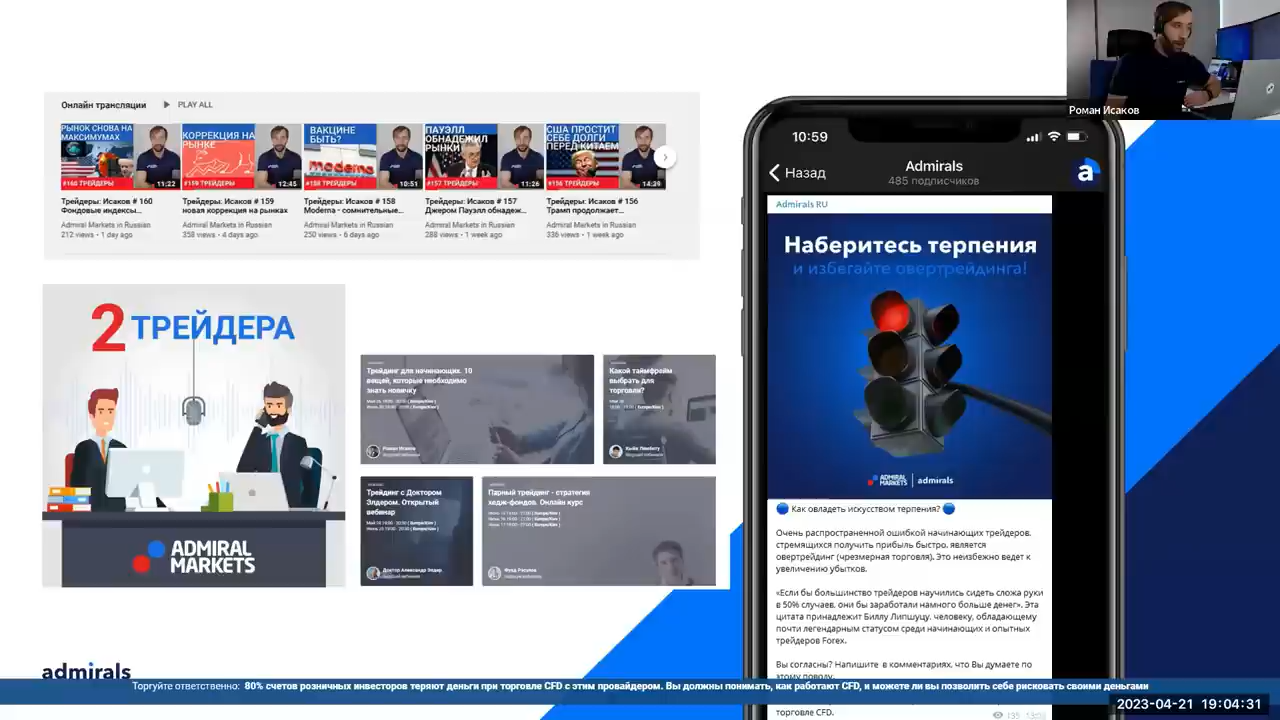 Роман Исаков
Онлайн трансляции
PLAY ALL
РЫНОК СНОВА НА
МАКСИМУМАХ
#160 ТРЕЙДЕРЫ
11:22
КОРРЕКЦИЯ НА
РЫНКЕ
#159 ТРЕЙДЕРЫ
12:45
ВАКЦИНЕ
БЫТЬ?
moderna
#158 ТРЕЙДЕРЫ
10:51
ПАУЭЛЛ
ОБНАДЕЖИЛ
РЫНКИ
#157 ТРЕЙДЕРЫ
11:26
США ПРОСТИТ
СЕБЕ ДОЛГИ
ПЕРЕД КИТАЕМ
#156 ТРЕЙДЕРЫ
14:39
Трейдеры: Исаков # 160
Фондовые индексы...
Admiral Markets in Russian
212 views • 1 day ago
Трейдеры: Исаков # 159
новая коррекция на рынках
Admiral Markets in Russian
358 views • 4 days ago
Трейдеры: Исаков # 158
Moderna - сомнительные...
Admiral Markets in Russian
250 views • 6 days ago
Трейдеры: Исаков # 157
Джером Пауэлл обнадеж...
Admiral Markets in Russian
288 views • 1 week ago
Трейдеры: Исаков # 156
Трамп продолжает...
Admiral Markets in Russian
336 views • 1 week ago
2 ТРЕЙДЕРА
ADMIRAL
MARKETS
Трейдинг для начинающих. 10
вещей, которые необходимо
знать новичку
Роман Исаков
Какой таймфрейм
выбрать для
торговли?
Трейдинг с Доктором
Элдером. Открытый
вебинар
Доктор Александр Элдер
Парный трейдинг - стратегия
хедж-фондов. Онлайн курс
10:59
Назад
Admirals
485 подписчиков
a
Admirals RU
Наберитесь терпения
и избегайте овертрейдинга!
ADMIRAL
MARKETS
admirals
Как овладеть искусством терпения?
Очень распространенной ошибкой начинающих трейдеров,
стремящихся получить прибыль быстро, является
овертрейдинг (чрезмерная торговля). Это неизбежно ведет к
увеличению убытков.
«Если бы большинство трейдеров научились сидеть сложа руки
в 50% случаев, они бы заработали намного больше денег». Эта
цитата принадлежит Биллу Липшуцу, человеку, обладающему
почти легендарным статусом среди начинающих и опытных
трейдеров Forex.
Вы согласны? Напишите в комментариях, что Вы думаете по
этому поводу.
торговле CFD.
195
admirals
Торгуйте ответственно: 80% счетов розничных инвесторов теряют деньги при торговле CFD с этим провайдером. Вы должны понимать, как работают CFD, и можете ли вы позволить себе рисковать своими деньгами
2023-04-21 19:04:31